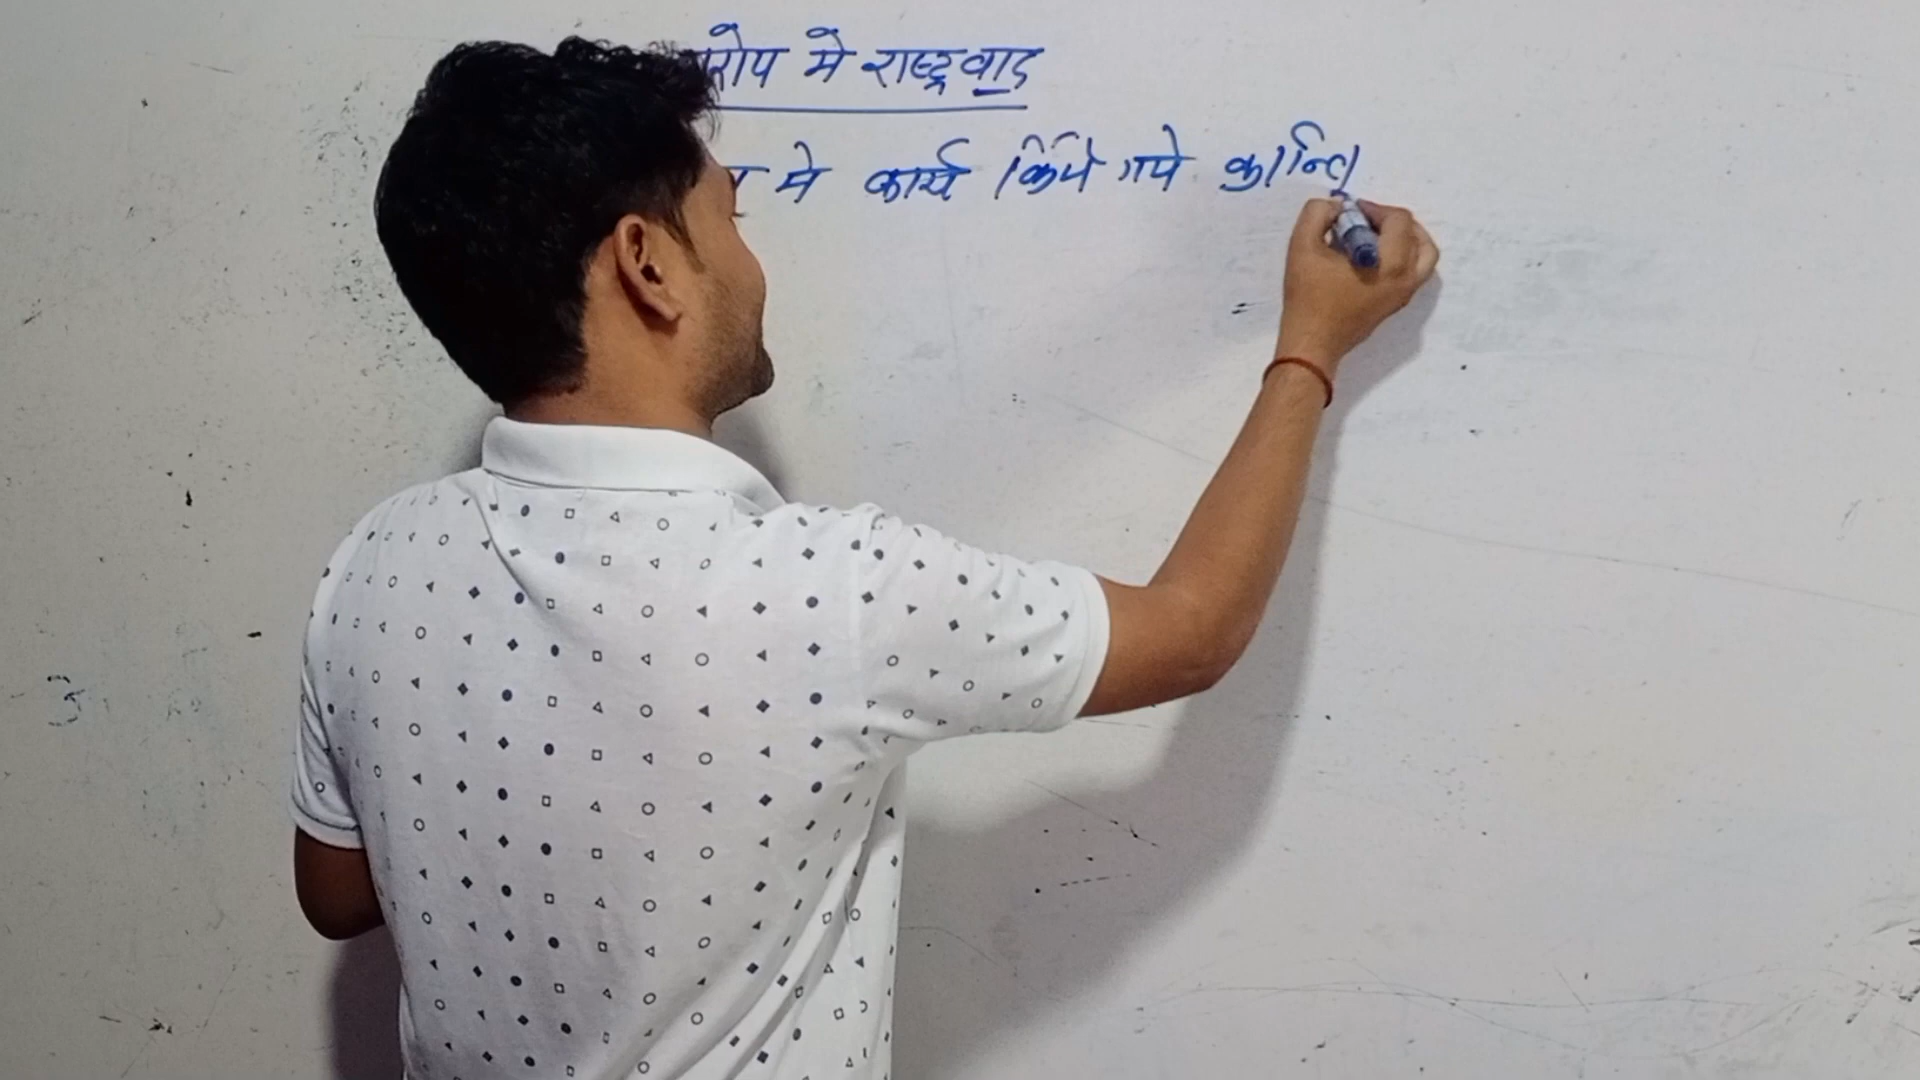 रोप मे राष्ट्रवाद
मे कार्य किये गये क्रान्ति